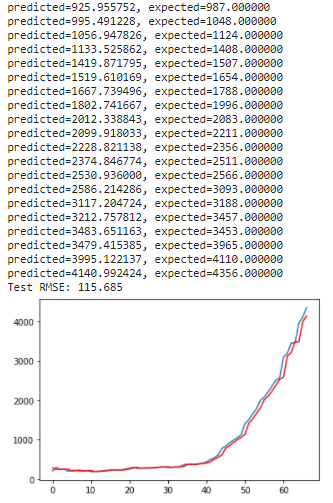 predicted=925.955752, expected=987.000000
predicted=995.491228, expected=1048.000000
predicted=1056.947826, expected=1124.000000
predicted=1133.525862, expected=1408.000000
predicted=1419.871795, expected=1507.000000
predicted=1519.610169, expected=1654.000000
predicted=1667.739496, expected=1788.000000
predicted=1802.741667, expected=1996.000000
predicted=2012.338843, expected=2083.000000
predicted=2099.918033, expected=2211.000000
predicted=2228.821138, expected=2356.000000
predicted=2374.846774, expected=2511.000000
predicted=2530.936000, expected=2566.000000
predicted=2586.214286, expected=3093.000000
predicted=3117.204724, expected=3188.000000
predicted=3212.757812, expected=3457.000000
predicted=3483.651163, expected=3453.000000
predicted=3479.415385, expected=3965.000000
predicted=3995.122137, expected=4110.000000
predicted=4140.992424, expected=4356.000000
Test RMSE: 115.685
4000
3000
2000
1000
0
0 10 20 30 40 50 60